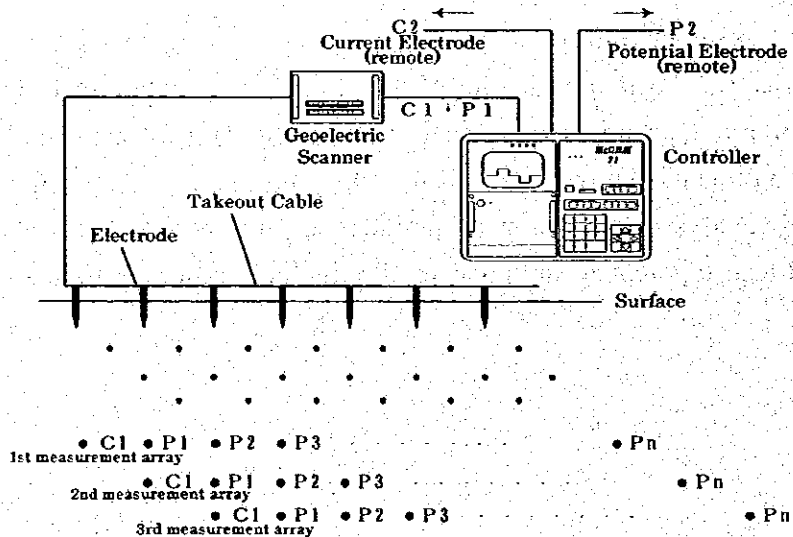 C2
Current Electrode
(remote)
P2
Potential Electrode
(remote)
C1 · P1
Geoelectric
Scanner
Controller
Takeout Cable
Electrode
Surface
• C1 • P1 • P2 • P3 • Pn
1st measurement array
• C1 • P1 • P2 • P3 • Pn
2nd measurement array
• C1 • P1 • P2 • P3 • Pn
3rd measurement array